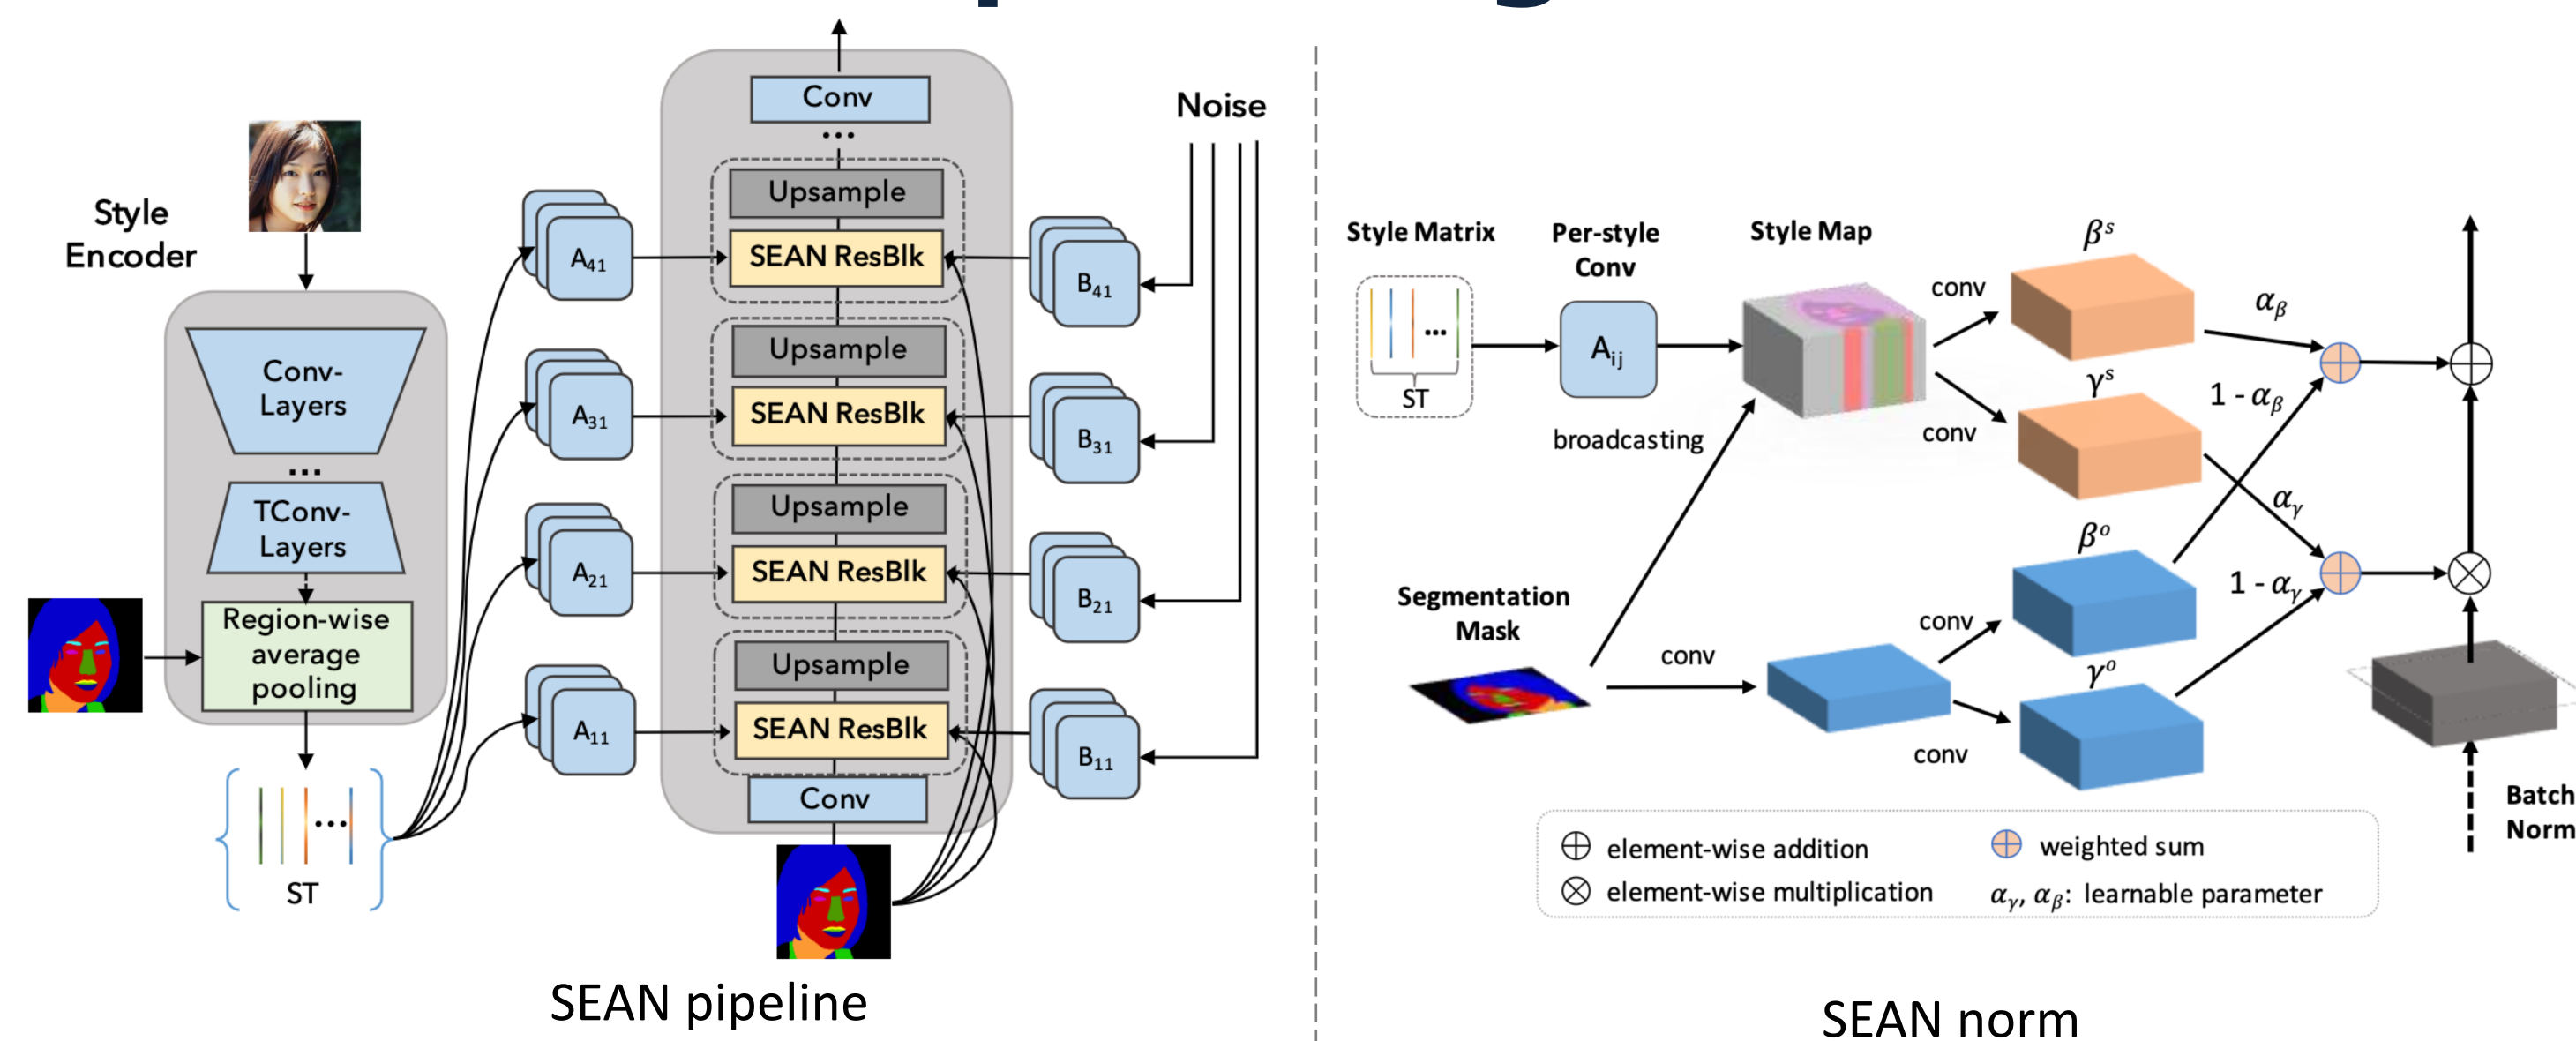 Style
Encoder
Conv-
Layers
...
TConv-
Layers
Region-wise
average
pooling
...
ST
A41
A31
A21
A11
Conv
...
Upsample
SEAN ResBlk
Upsample
SEAN ResBlk
Upsample
SEAN ResBlk
Upsample
SEAN ResBlk
Conv
Noise
B41
B31
B21
B11
SEAN pipeline
Style Matrix
...
ST
Per-style
Conv
Aij
broadcasting
Style Map
conv
conv
βˢ
γˢ
αβ
1 - αβ
αγ
1 - αγ
Segmentation
Mask
conv
conv
conv
βᵒ
γᵒ
Batch
Norm
element-wise addition
weighted sum
element-wise multiplication
αγ, αβ: learnable parameter
SEAN norm